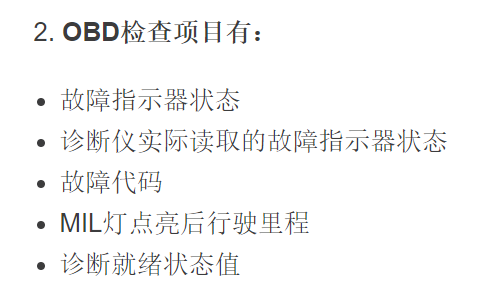 2. OBD检查项目有：
• 故障指示器状态
• 诊断仪实际读取的故障指示器状态
• 故障代码
• MIL灯点亮后行驶里程
• 诊断就绪状态值